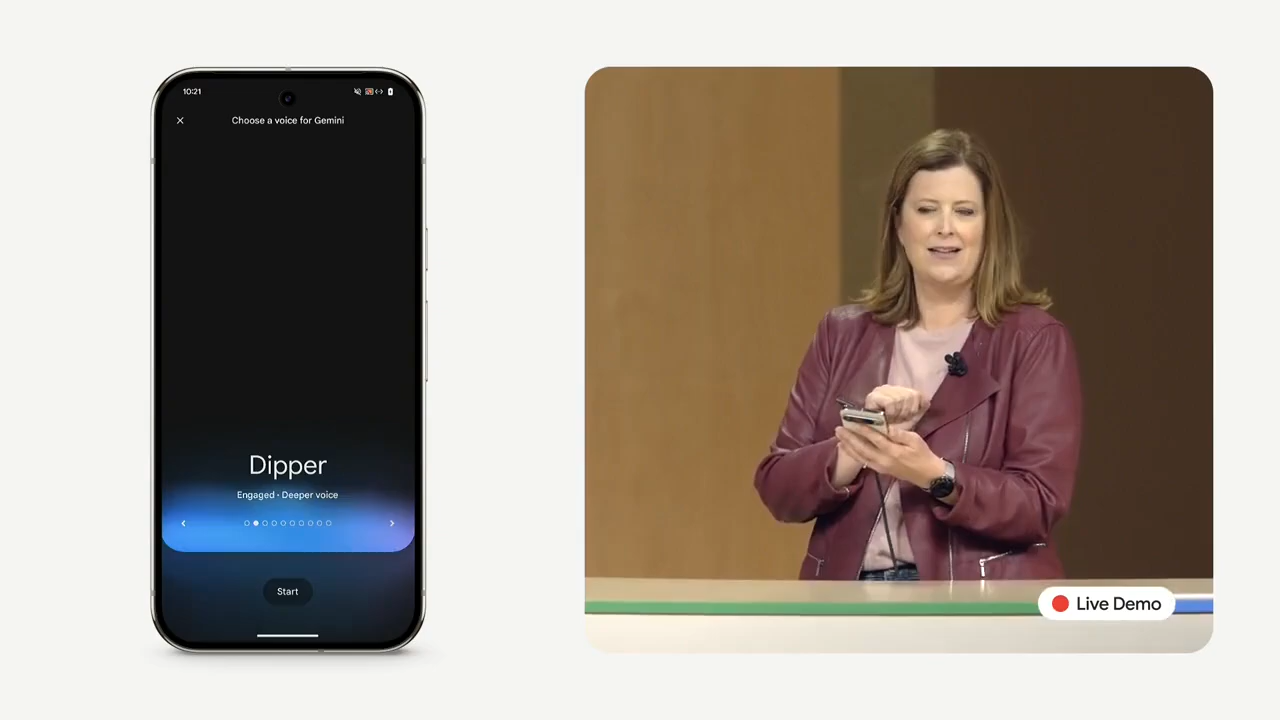 10:21
Choose a voice for Gemini
Dipper
Engaged · Deeper voice
Start
Live Demo